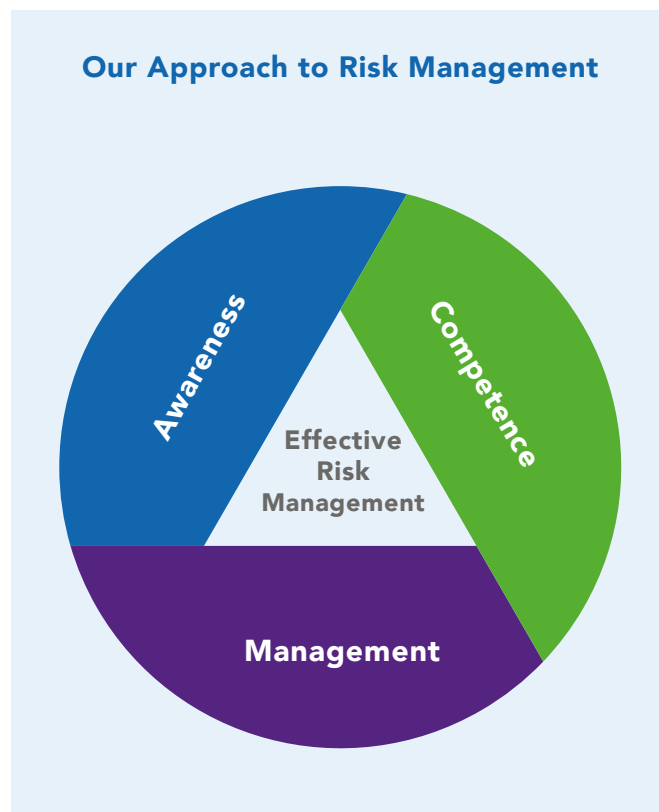 Our Approach to Risk Management
Awareness
Competence
Effective
Risk
Management
Management